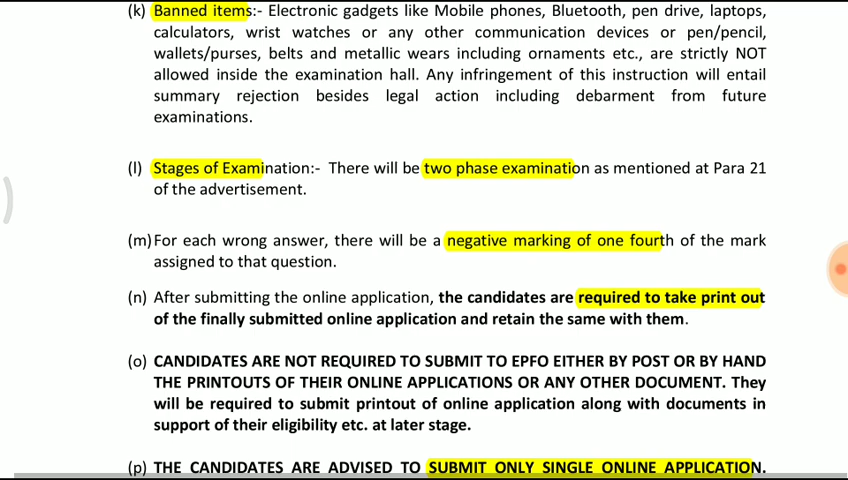 (k) Banned items:- Electronic gadgets like Mobile phones, Bluetooth, pen drive, laptops,
calculators, wrist watches or any other communication devices or pen/pencil,
wallets/purses, belts and metallic wears including ornaments etc., are strictly NOT
allowed inside the examination hall. Any infringement of this instruction will entail
summary rejection besides legal action including debarment from future
examinations.
(l) Stages of Examination:- There will be two phase examination as mentioned at Para 21
of the advertisement.
(m) For each wrong answer, there will be a negative marking of one fourth of the mark
assigned to that question.
(n) After submitting the online application, the candidates are required to take print out
of the finally submitted online application and retain the same with them.
(o) CANDIDATES ARE NOT REQUIRED TO SUBMIT TO EPFO EITHER BY POST OR BY HAND
THE PRINTOUTS OF THEIR ONLINE APPLICATIONS OR ANY OTHER DOCUMENT. They
will be required to submit printout of online application along with documents in
support of their eligibility etc. at later stage.
(p) THE CANDIDATES ARE ADVISED TO SUBMIT ONLY SINGLE ONLINE APPLICATION.